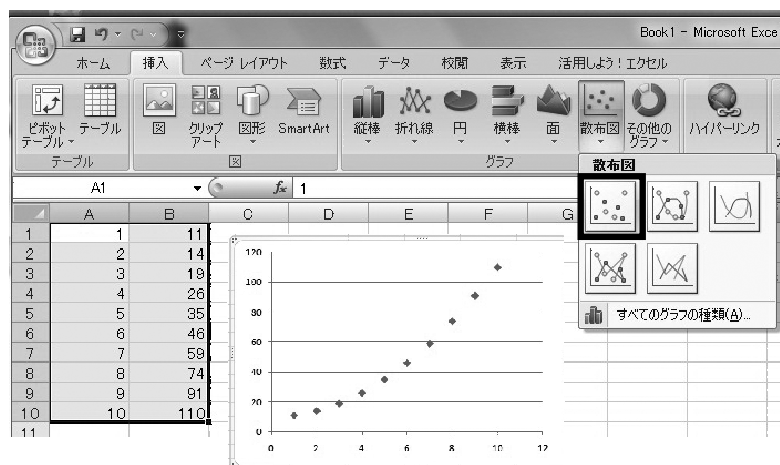 Book1 - Microsoft Exce
ホーム 挿入 ページ レイアウト 数式 データ 校閲 表示 活用しよう！エクセル
ピボットテーブル テーブル 図 クリップアート 図形 SmartArt 縦棒 折れ線 円 横棒 面 散布図 その他のグラフ ハイパーリンク
テーブル 図 グラフ
散布図
A1 fx 1
A B C D E F G
1 1 11
2 2 14
3 3 19
4 4 26
5 5 35
6 6 46
7 7 59
8 8 74
9 9 91
10 10 110
11
120
100
80
60
40
20
0
0 2 4 6 8 10 12
すべてのグラフの種類(A)...